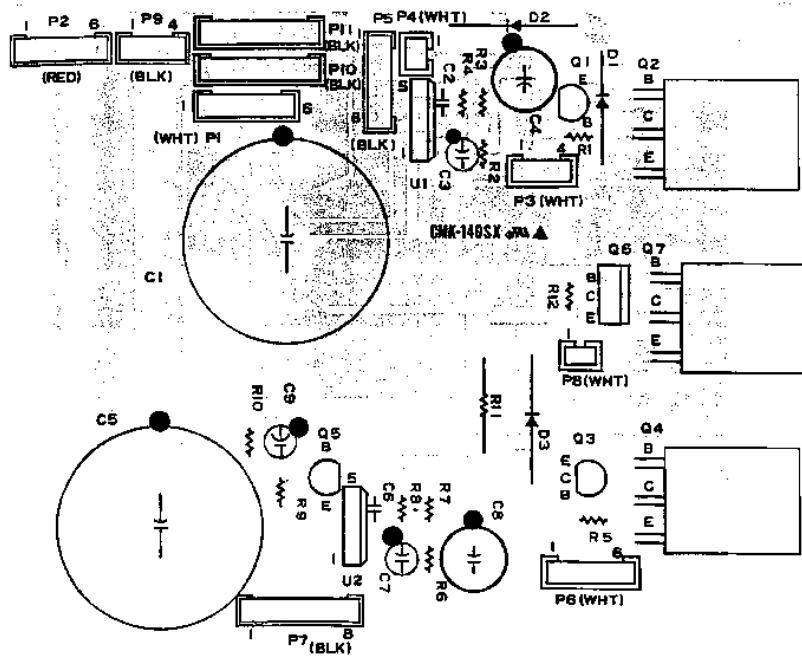 1 P2 6
(RED)
1 P9 4
(BLK)
P11
(BLK)
P10
(BLK)
1 6
(WHT) P1
P5
6
(BLK)
P4 (WHT)
1
5
1
U1
C2
R4
R3
D2
C3
R2
C4
Q1
E
B
R1
D
1 4
P3 (WHT)
Q2
B
C
E
C1
CMK-140SX
Q6
B
C
E
R12
Q7
B
C
E
P8 (WHT)
C5
R10
C9
R9
Q5
B
E
5
1
U2
C6
R8
R7
C7
R6
C8
R11
D3
Q3
E
C
B
R5
Q4
B
C
E
1 6
P6 (WHT)
1 P7 8
(BLK)